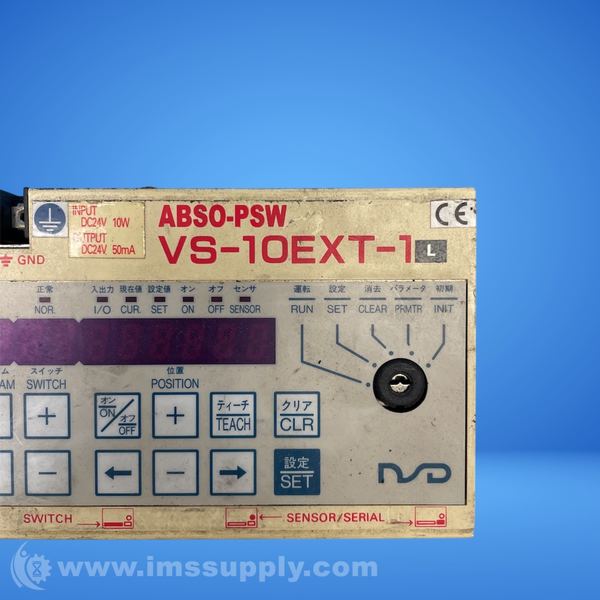 INPUT
DC24V 10W
OUTPUT
DC24V 50mA
ABSO-PSW
VS-10EXT-1
L
CE
GND
正常 入出力 現在値 設定値 オン オフ センサ
NOR. I/O CUR. SET ON OFF SENSOR
運転 設定 消去 パラメータ 初期
RUN SET CLEAR PRMTR INIT
ム スイッチ 位置
AM SWITCH POSITION
+ オン/オフ + ティーチ クリア
ON/OFF TEACH CLR
− ← − → 設定
SET
NSD
SWITCH SENSOR/SERIAL
www.imssupply.com